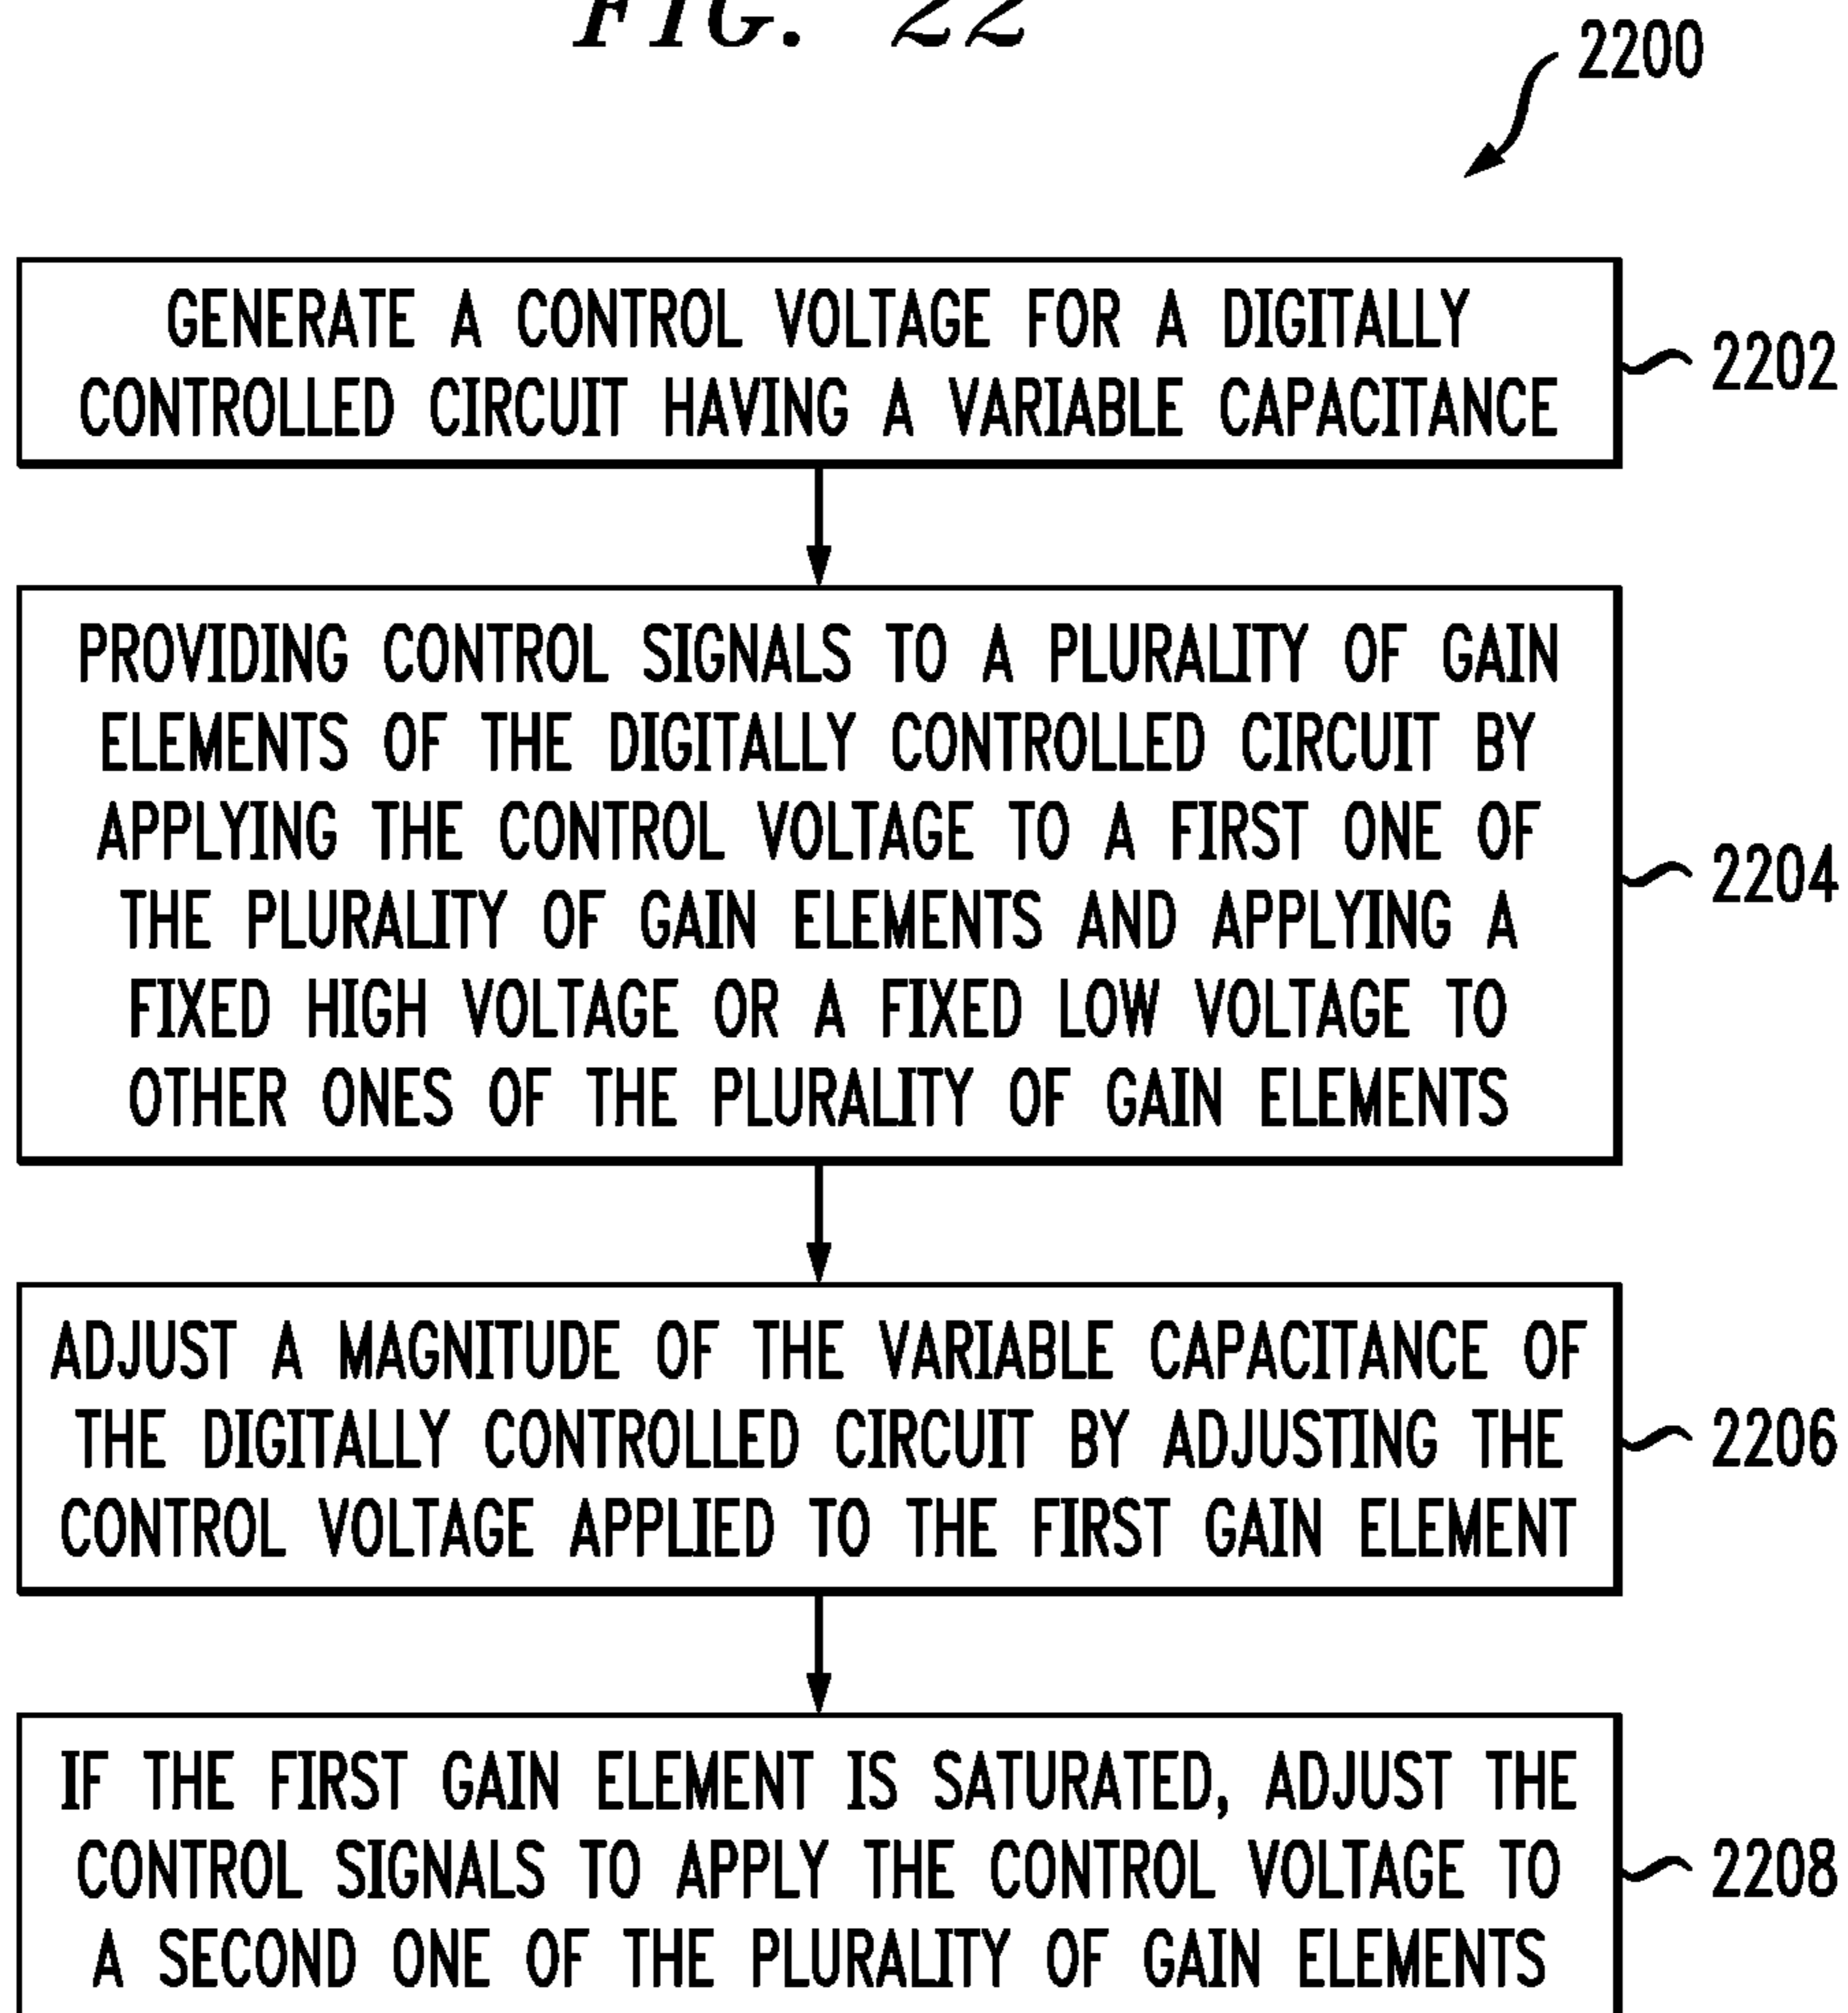 FIG. 22
2200
GENERATE A CONTROL VOLTAGE FOR A DIGITALLY
CONTROLLED CIRCUIT HAVING A VARIABLE CAPACITANCE
2202
PROVIDING CONTROL SIGNALS TO A PLURALITY OF GAIN
ELEMENTS OF THE DIGITALLY CONTROLLED CIRCUIT BY
APPLYING THE CONTROL VOLTAGE TO A FIRST ONE OF
THE PLURALITY OF GAIN ELEMENTS AND APPLYING A
FIXED HIGH VOLTAGE OR A FIXED LOW VOLTAGE TO
OTHER ONES OF THE PLURALITY OF GAIN ELEMENTS
2204
ADJUST A MAGNITUDE OF THE VARIABLE CAPACITANCE OF
THE DIGITALLY CONTROLLED CIRCUIT BY ADJUSTING THE
CONTROL VOLTAGE APPLIED TO THE FIRST GAIN ELEMENT
2206
IF THE FIRST GAIN ELEMENT IS SATURATED, ADJUST THE
CONTROL SIGNALS TO APPLY THE CONTROL VOLTAGE TO
A SECOND ONE OF THE PLURALITY OF GAIN ELEMENTS
2208